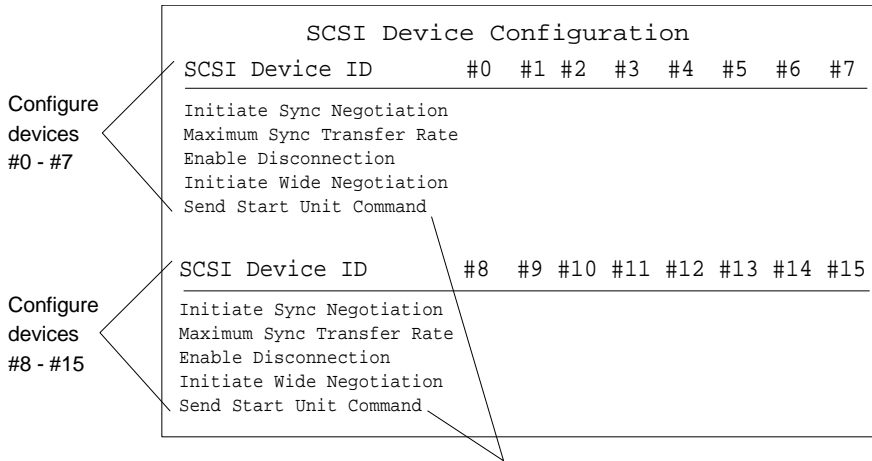 SCSI Device Configuration
SCSI Device ID #0 #1 #2 #3 #4 #5 #6 #7
Configure
devices
#0 - #7
Initiate Sync Negotiation
Maximum Sync Transfer Rate
Enable Disconnection
Initiate Wide Negotiation
Send Start Unit Command
SCSI Device ID #8 #9 #10 #11 #12 #13 #14 #15
Configure
devices
#8 - #15
Initiate Sync Negotiation
Maximum Sync Transfer Rate
Enable Disconnection
Initiate Wide Negotiation
Send Start Unit Command